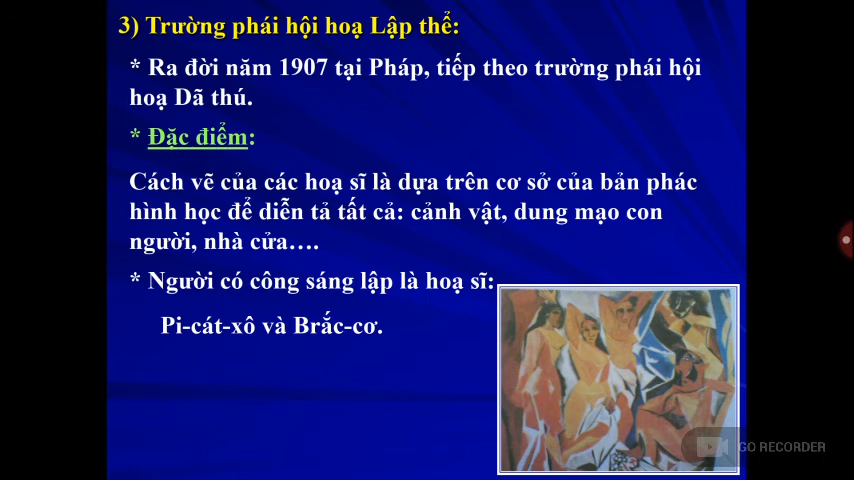 3) Trường phái hội hoạ Lập thể:
* Ra đời năm 1907 tại Pháp, tiếp theo trường phái hội
hoạ Dã thú.
* Đặc điểm:
Cách vẽ của các hoạ sĩ là dựa trên cơ sở của bản phác
hình học để diễn tả tất cả: cảnh vật, dung mạo con
người, nhà cửa….
* Người có công sáng lập là hoạ sĩ:
Pi-cát-xô và Brắc-cơ.
GO RECORDER